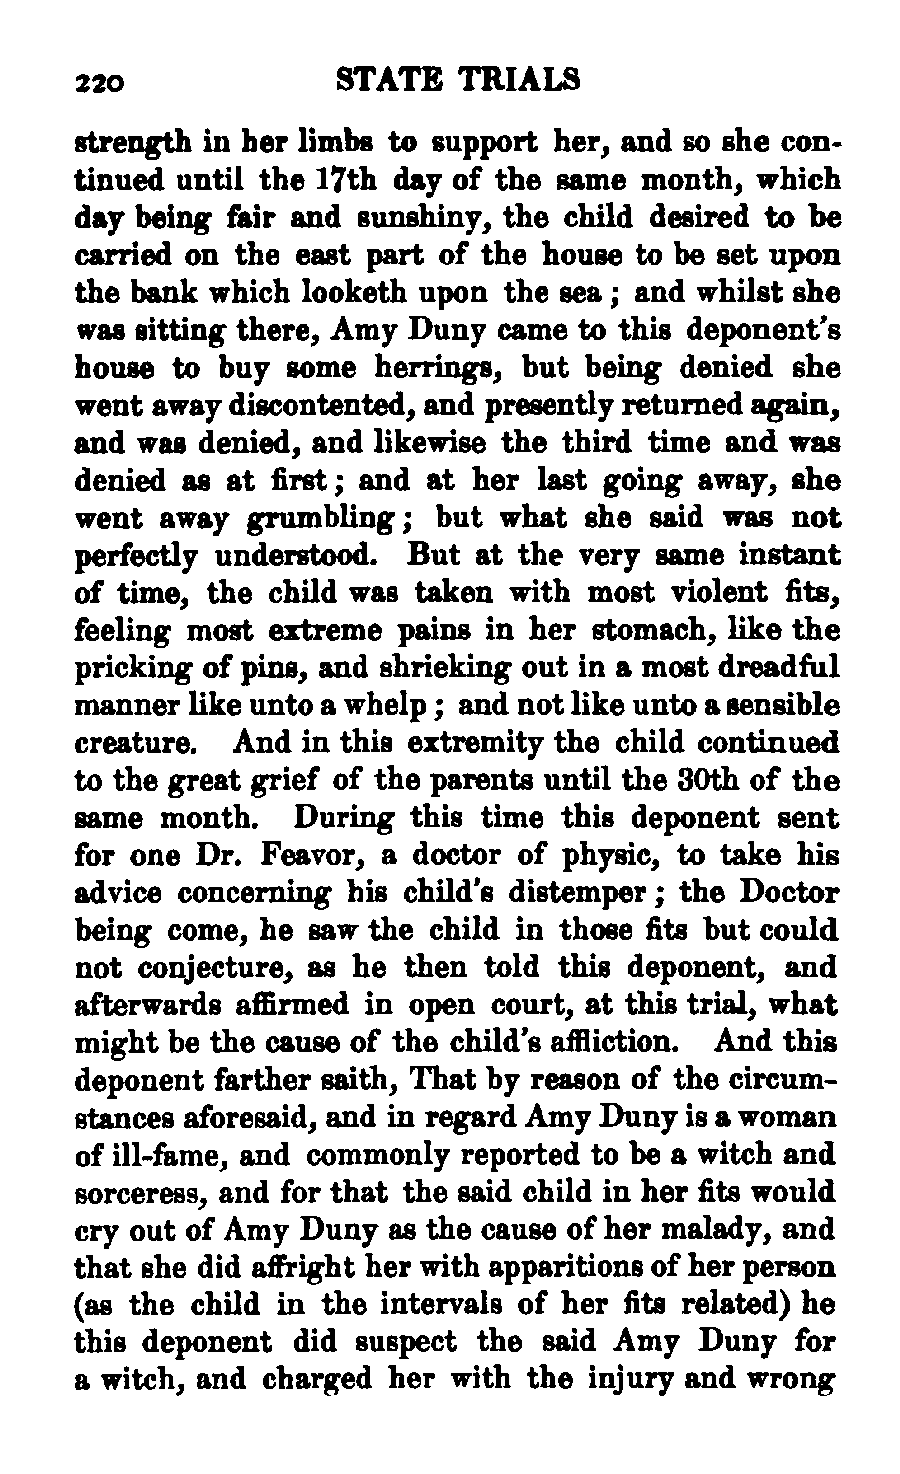 220 STATE TRIALS
strength in her limbs to support her, and so she con-
tinued until the 17th day of the same month, which
day being fair and sunshiny, the child desired to be
carried on the east part of the house to be set upon
the bank which looketh upon the sea; and whilst she
was sitting there, Amy Duny came to this deponent's
house to buy some herrings, but being denied she
went away discontented, and presently returned again,
and was denied, and likewise the third time and was
denied as at first; and at her last going away, she
went away grumbling; but what she said was not
perfectly understood. But at the very same instant
of time, the child was taken with most violent fits,
feeling most extreme pains in her stomach, like the
pricking of pins, and shrieking out in a most dreadful
manner like unto a whelp; and not like unto a sensible
creature. And in this extremity the child continued
to the great grief of the parents until the 30th of the
same month. During this time this deponent sent
for one Dr. Feavor, a doctor of physic, to take his
advice concerning his child's distemper; the Doctor
being come, he saw the child in those fits but could
not conjecture, as he then told this deponent, and
afterwards affirmed in open court, at this trial, what
might be the cause of the child's affliction. And this
deponent farther saith, That by reason of the circum-
stances aforesaid, and in regard Amy Duny is a woman
of ill-fame, and commonly reported to be a witch and
sorceress, and for that the said child in her fits would
cry out of Amy Duny as the cause of her malady, and
that she did affright her with apparitions of her person
(as the child in the intervals of her fits related) he
this deponent did suspect the said Amy Duny for
a witch, and charged her with the injury and wrong